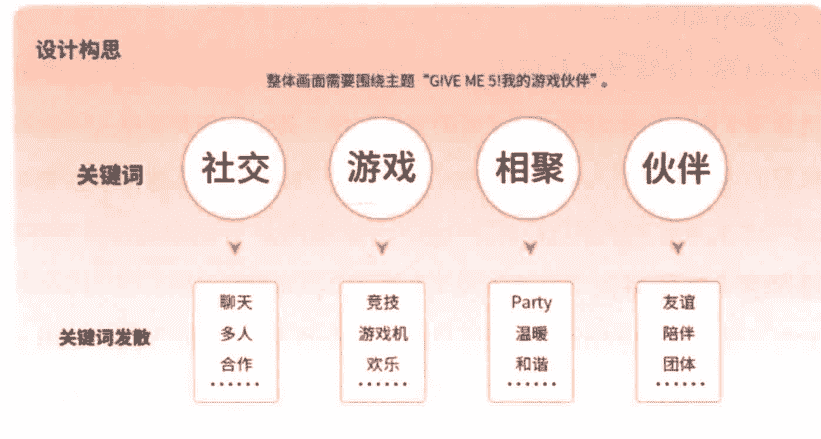 设计构思
整体画面需要围绕主题“GIVE ME 5!我的游戏伙伴”。
关键词 社交 游戏 相聚 伙伴
聊天 竞技 Party 友谊
关键词发散 多人 游戏机 温暖 陪伴
合作 欢乐 和谐 团体
…… …… …… ……